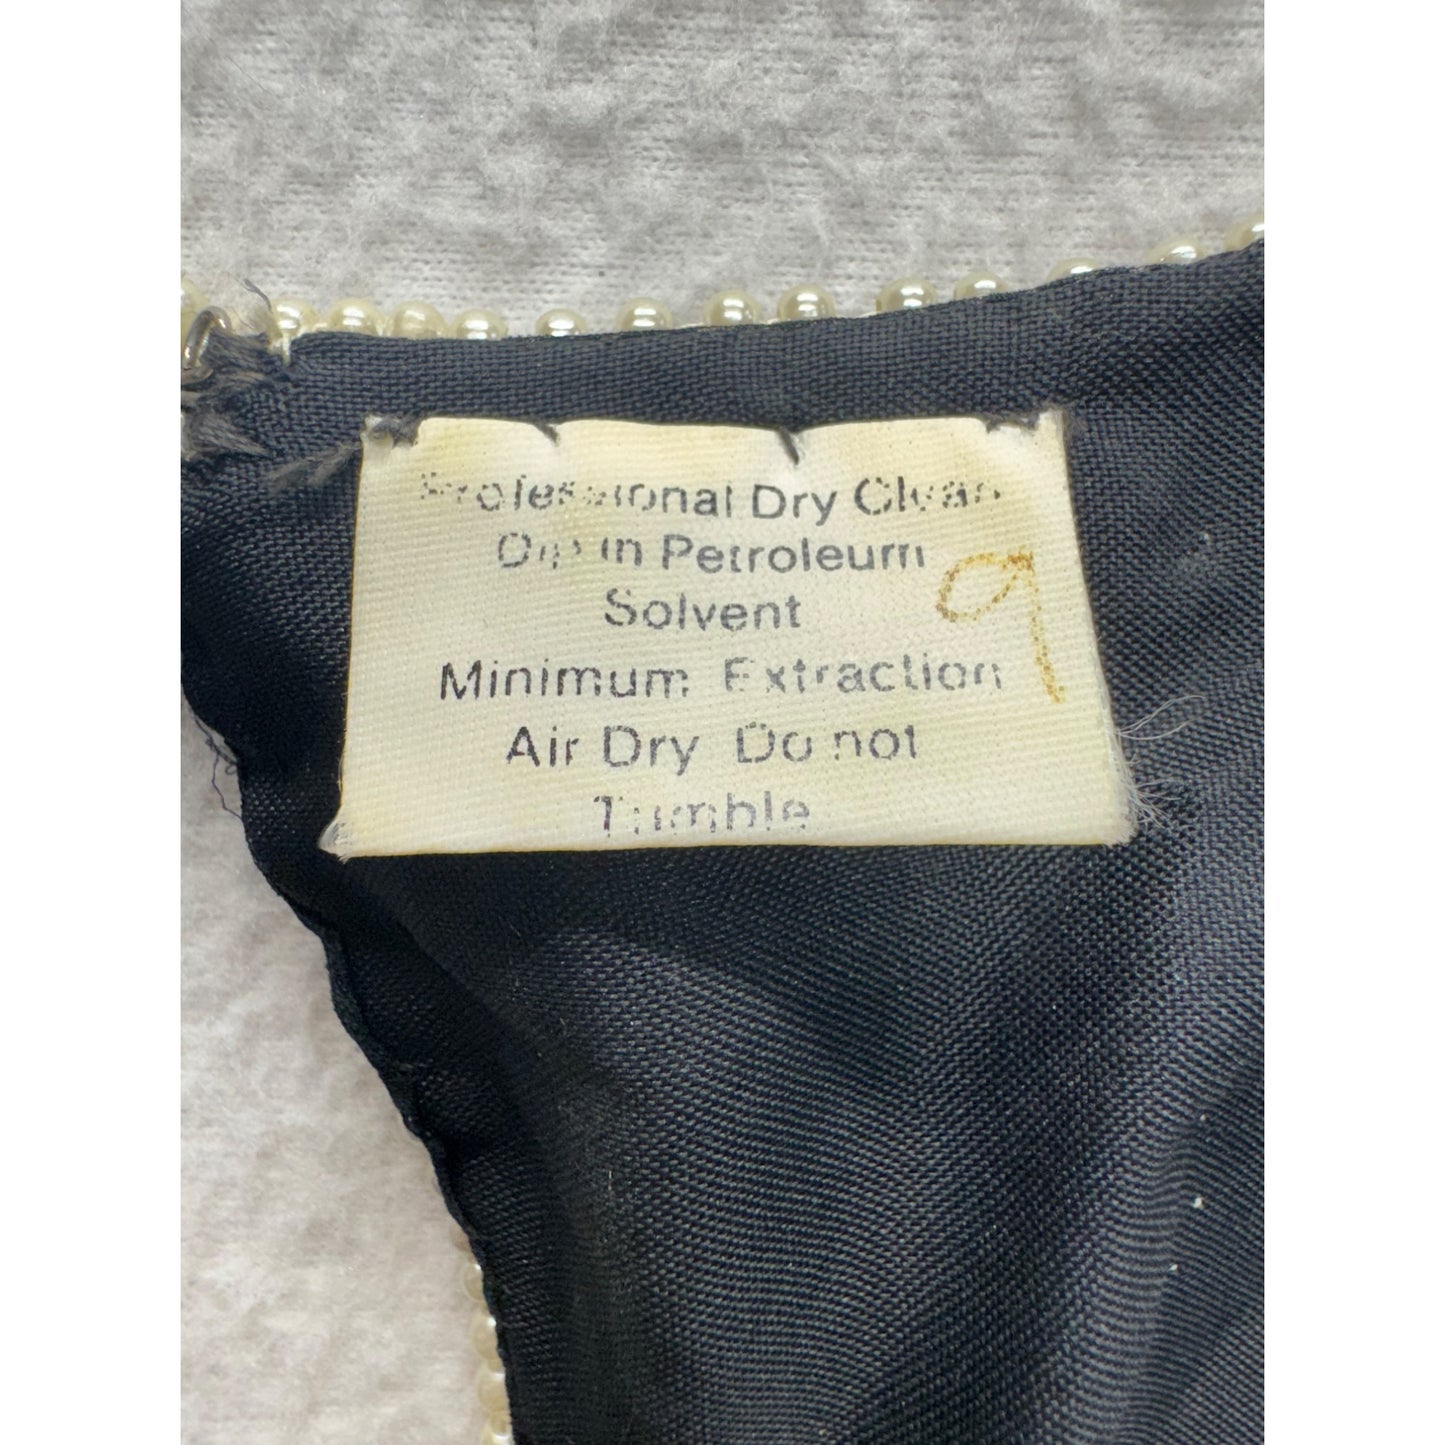 Professional Dry Clean
Dip in Petroleum
Solvent
9
Minimum Extraction
Air Dry Do not
Tumble